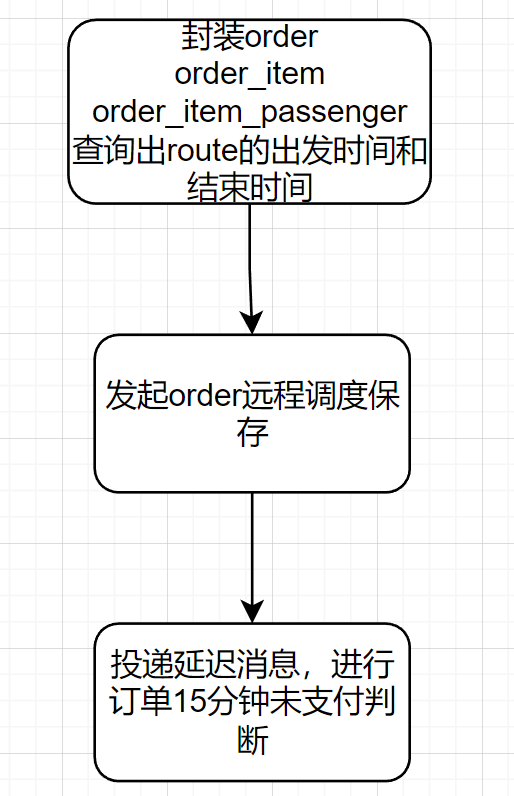 封装order
order_item
order_item_passenger
查询出route的出发时间和
结束时间
发起order远程调度保
存
投递延迟消息，进行
订单15分钟未支付判
断